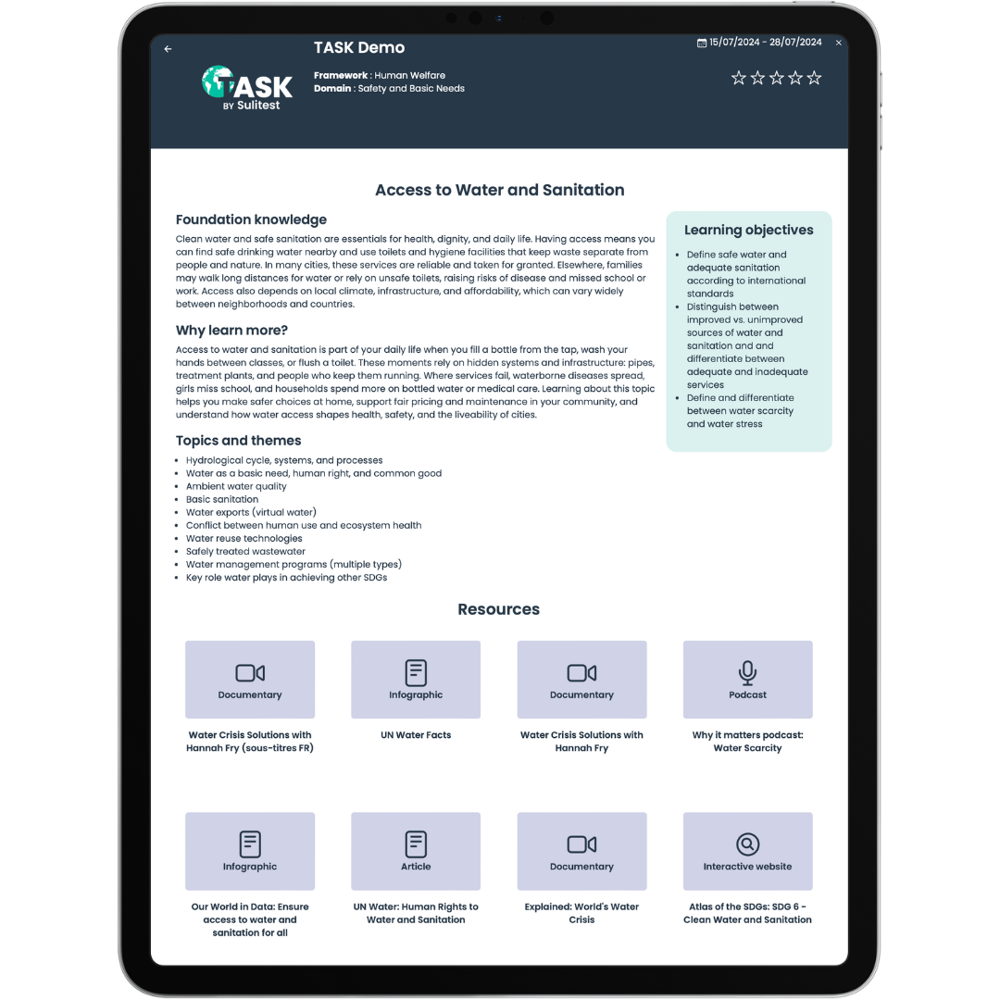 TASK Demo
15/07/2024 - 28/07/2024
TASK
BY Sulitest
Framework : Human Welfare
Domain : Safety and Basic Needs
Access to Water and Sanitation
Foundation knowledge
Clean water and safe sanitation are essentials for health, dignity, and daily life. Having access means you
can find safe drinking water nearby and use toilets and hygiene facilities that keep waste separate from
people and nature. In many cities, these services are reliable and taken for granted. Elsewhere, families
may walk long distances for water or rely on unsafe toilets, raising risks of disease and missed school or
work. Access also depends on local climate, infrastructure, and affordability, which can vary widely
between neighborhoods and countries.
Why learn more?
Access to water and sanitation is part of your daily life when you fill a bottle from the tap, wash your
hands between classes, or flush a toilet. These moments rely on hidden systems and infrastructure: pipes,
treatment plants, and people who keep them running. Where services fail, waterborne diseases spread,
girls miss school, and households spend more on bottled water or medical care. Learning about this topic
helps you make safer choices at home, support fair pricing and maintenance in your community, and
understand how water access shapes health, safety, and the liveability of cities.
Topics and themes
• Hydrological cycle, systems, and processes
• Water as a basic need, human right, and common good
• Ambient water quality
• Basic sanitation
• Water exports (virtual water)
• Conflict between human use and ecosystem health
• Water reuse technologies
• Safely treated wastewater
• Water management programs (multiple types)
• Key role water plays in achieving other SDGs
Learning objectives
• Define safe water and
adequate sanitation
according to international
standards
• Distinguish between
improved vs. unimproved
sources of water and
sanitation and and
differentiate between
adequate and inadequate
services
• Define and differentiate
between water scarcity
and water stress
Resources
Documentary
Water Crisis Solutions with
Hannah Fry (sous-titres FR)
Infographic
UN Water Facts
Documentary
Water Crisis Solutions with
Hannah Fry
Podcast
Why it matters podcast:
Water Scarcity
Infographic
Our World in Data: Ensure
access to water and
sanitation for all
Article
UN Water: Human Rights to
Water and Sanitation
Documentary
Explained: World's Water
Crisis
Interactive website
Atlas of the SDGs: SDG 6 -
Clean Water and Sanitation